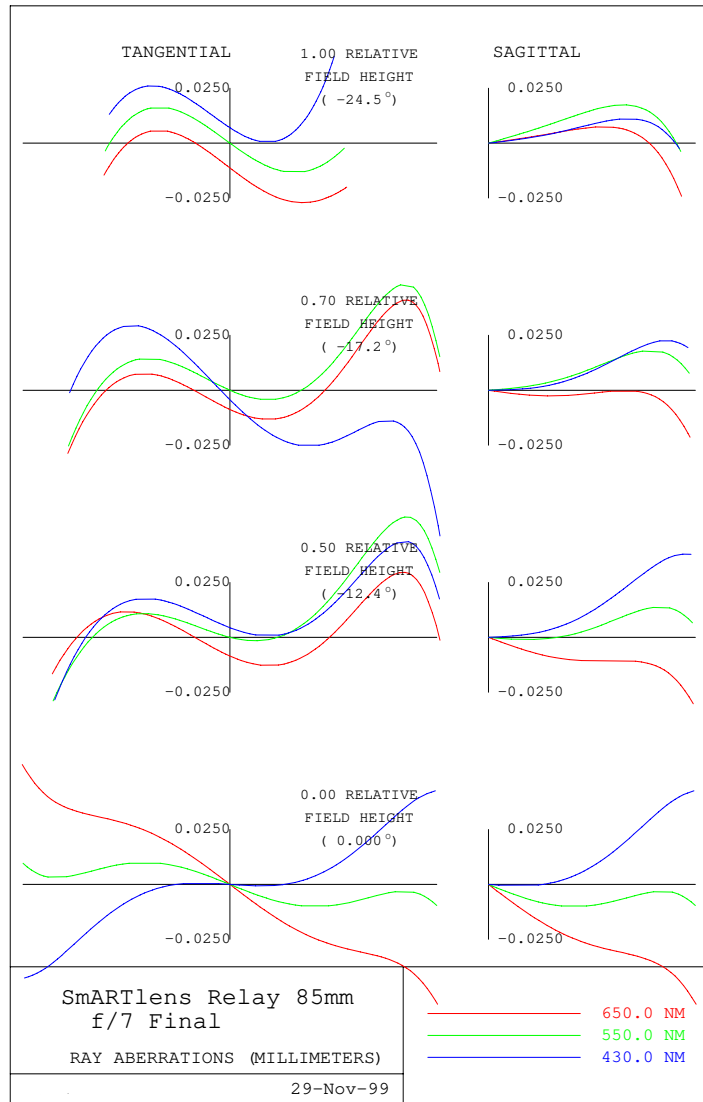 TANGENTIAL
1.00 RELATIVE
FIELD HEIGHT
( -24.5°)
SAGITTAL
0.0250
-0.0250
0.0250
-0.0250
0.70 RELATIVE
FIELD HEIGHT
( -17.2°)
0.0250
-0.0250
0.0250
-0.0250
0.50 RELATIVE
FIELD HEIGHT
( -12.4°)
0.0250
-0.0250
0.0250
-0.0250
0.00 RELATIVE
FIELD HEIGHT
( 0.000°)
0.0250
-0.0250
0.0250
-0.0250
SmARTlens Relay 85mm
f/7 Final
RAY ABERRATIONS (MILLIMETERS)
29-Nov-99
650.0 NM
550.0 NM
430.0 NM